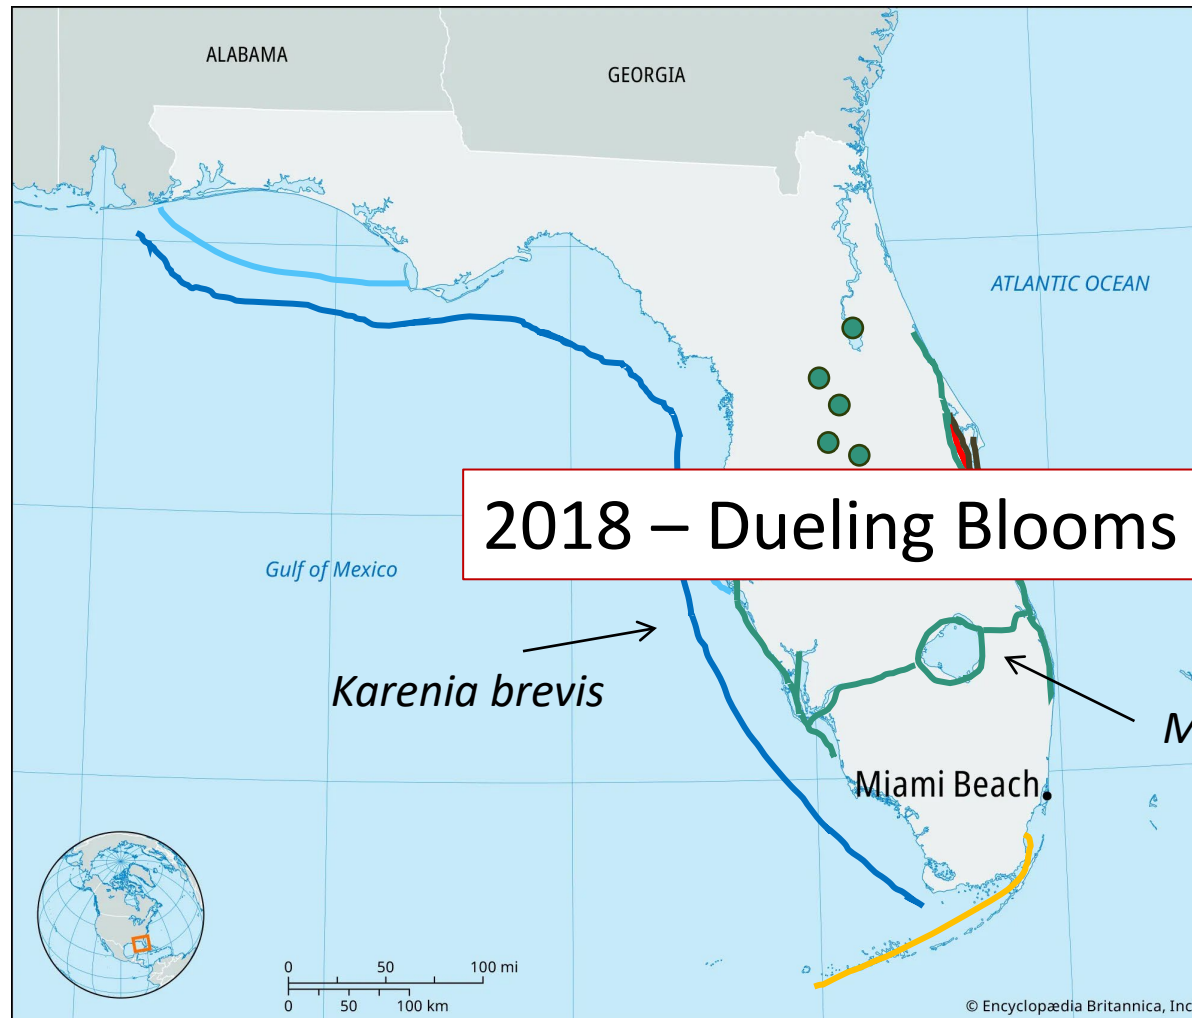 ALABAMA
GEORGIA
ATLANTIC OCEAN
2018 – Dueling Blooms
Gulf of Mexico
Karenia brevis
M
Miami Beach
0 50 100 mi
0 50 100 km
© Encyclopædia Britannica, Inc